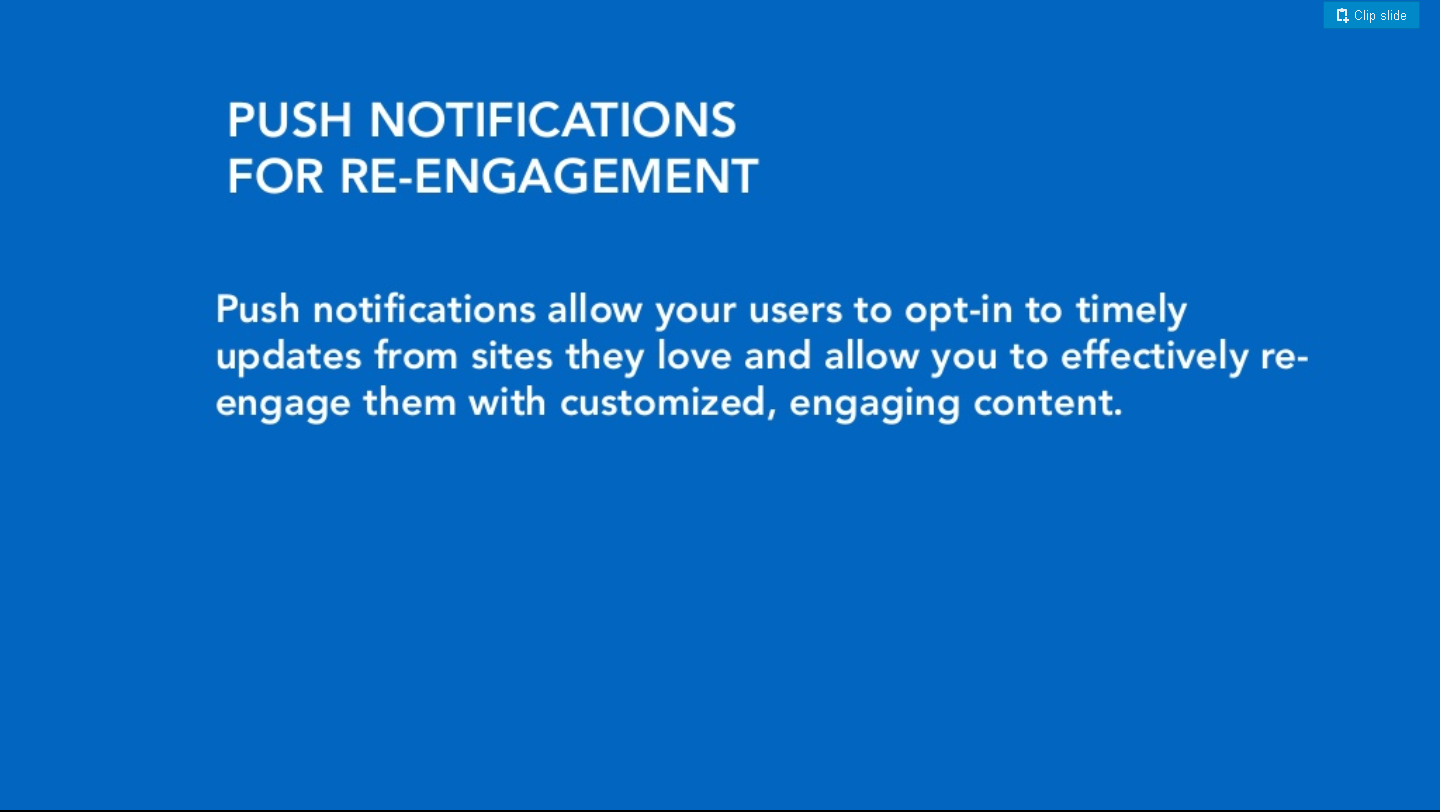 Clip slide
PUSH NOTIFICATIONS
FOR RE-ENGAGEMENT
Push notifications allow your users to opt-in to timely
updates from sites they love and allow you to effectively re-
engage them with customized, engaging content.